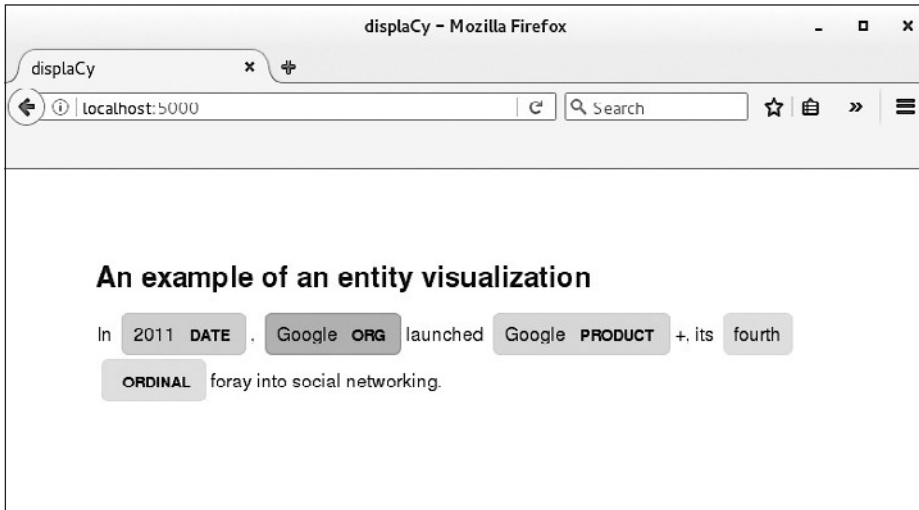 displaCy – Mozilla Firefox
displaCy
localhost:5000
Search
An example of an entity visualization
In 2011 DATE , Google ORG launched Google PRODUCT +, its fourth
ORDINAL foray into social networking.